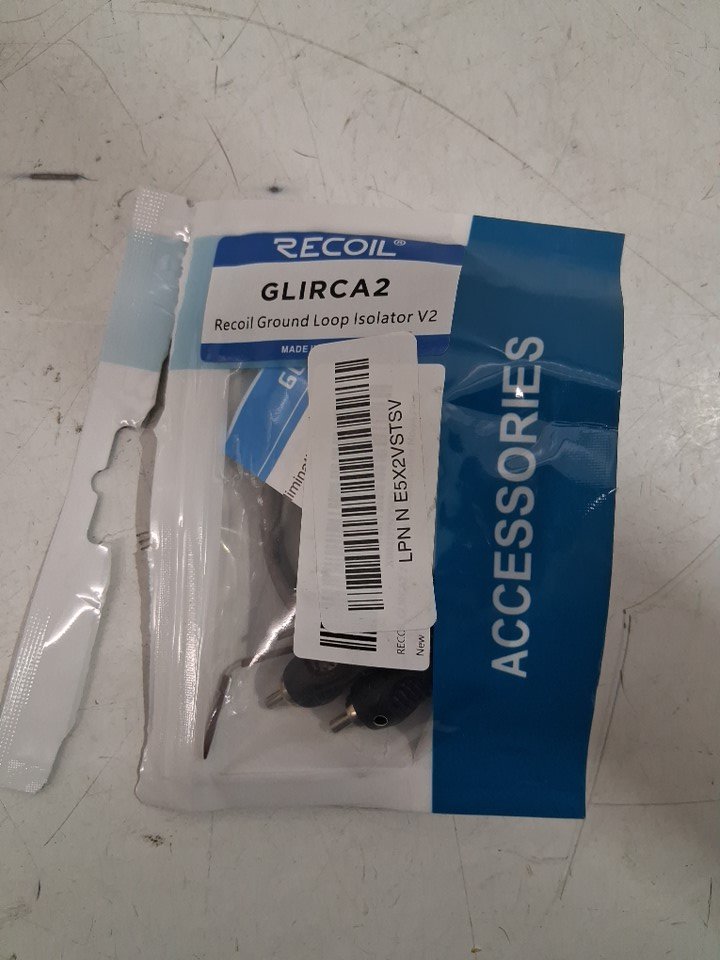 RECOIL®
GLIRCA2
Recoil Ground Loop Isolator V2
MADE
LPN N E5X2VSTSV
New
ACCESSORIES